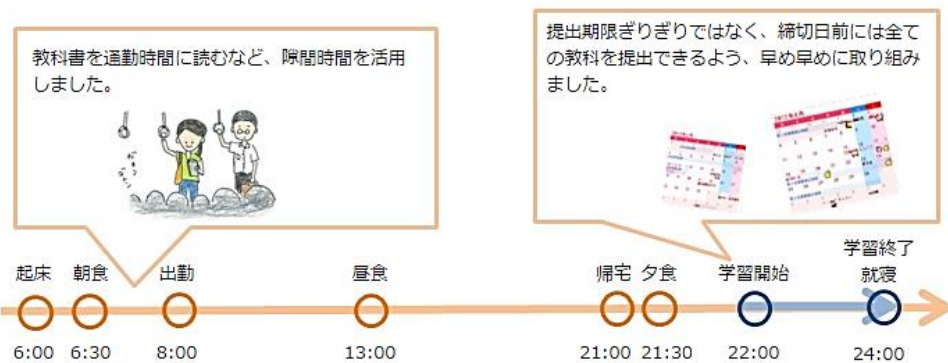 教科書を通勤時間に読むなど、隙間時間を活用
しました。
提出期限ぎりぎりではなく、締切日前には全て
の教科を提出できるよう、早め早めに取り組み
ました。
起床 朝食 出勤 昼食 帰宅 夕食 学習開始 学習終了
就寝
6:00 6:30 8:00 13:00 21:00 21:30 22:00 24:00